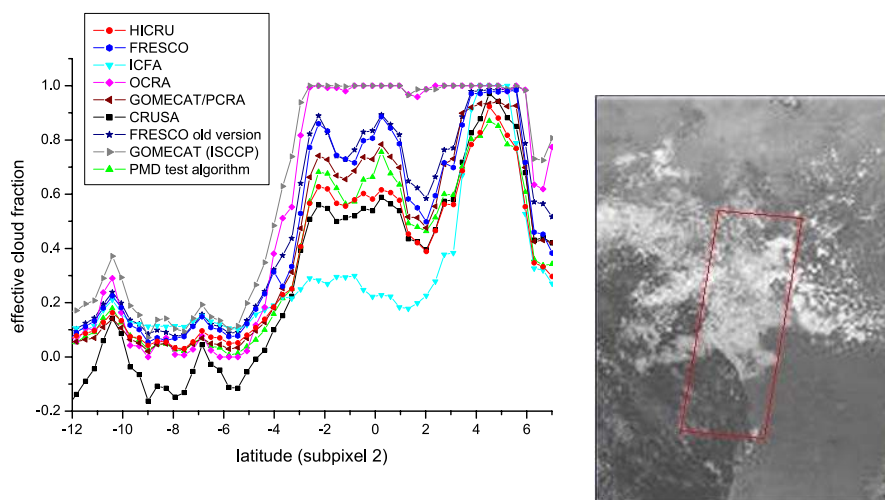 HICRU
FRESCO
ICFA
OCRA
GOMECAT/PCRA
CRUSA
FRESCO old version
GOMECAT (ISCCP)
PMD test algorithm
effective cloud fraction
1.0
0.8
0.6
0.4
0.2
0.0
-0.2
-12 -10 -8 -6 -4 -2 0 2 4 6
latitude (subpixel 2)